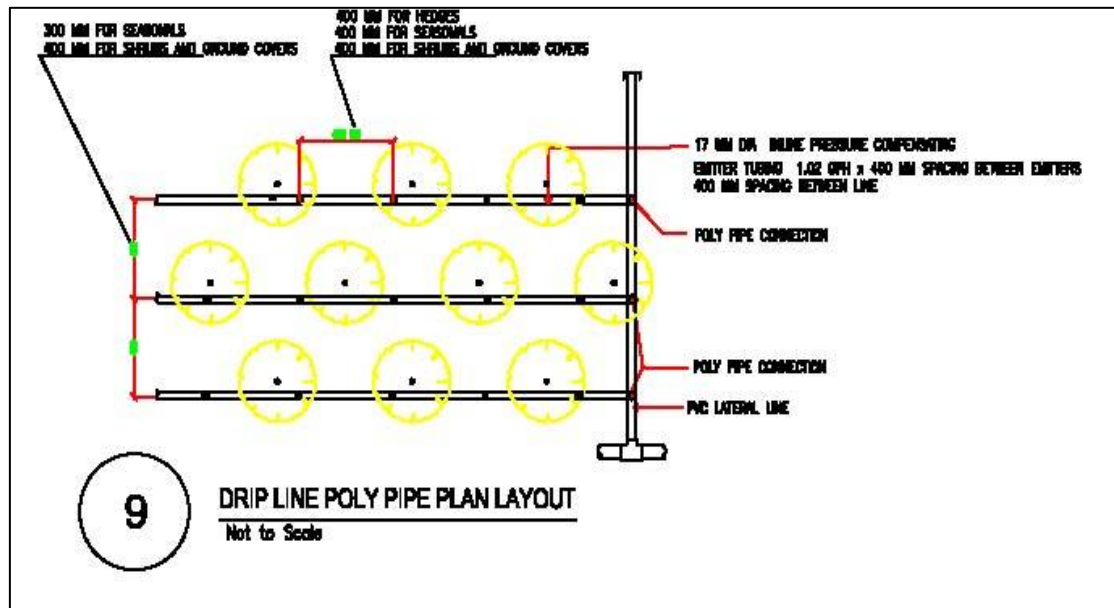 300 MM FOR SEASONALS
400 MM FOR SHRUBS AND GROUND COVERS
400 MM FOR HEDGES
400 MM FOR SEASONALS
400 MM FOR SHRUBS AND GROUND COVERS
17 MM DIA INLINE PRESSURE COMPENSATING
EMITTER TUBING 1.02 GPH x 400 MM SPACING BETWEEN EMITTERS
400 MM SPACING BETWEEN LINE
POLY PIPE CONNECTION
POLY PIPE CONNECTION
PVC LATERAL LINE
9
DRIP LINE POLY PIPE PLAN LAYOUT
Not to Scale